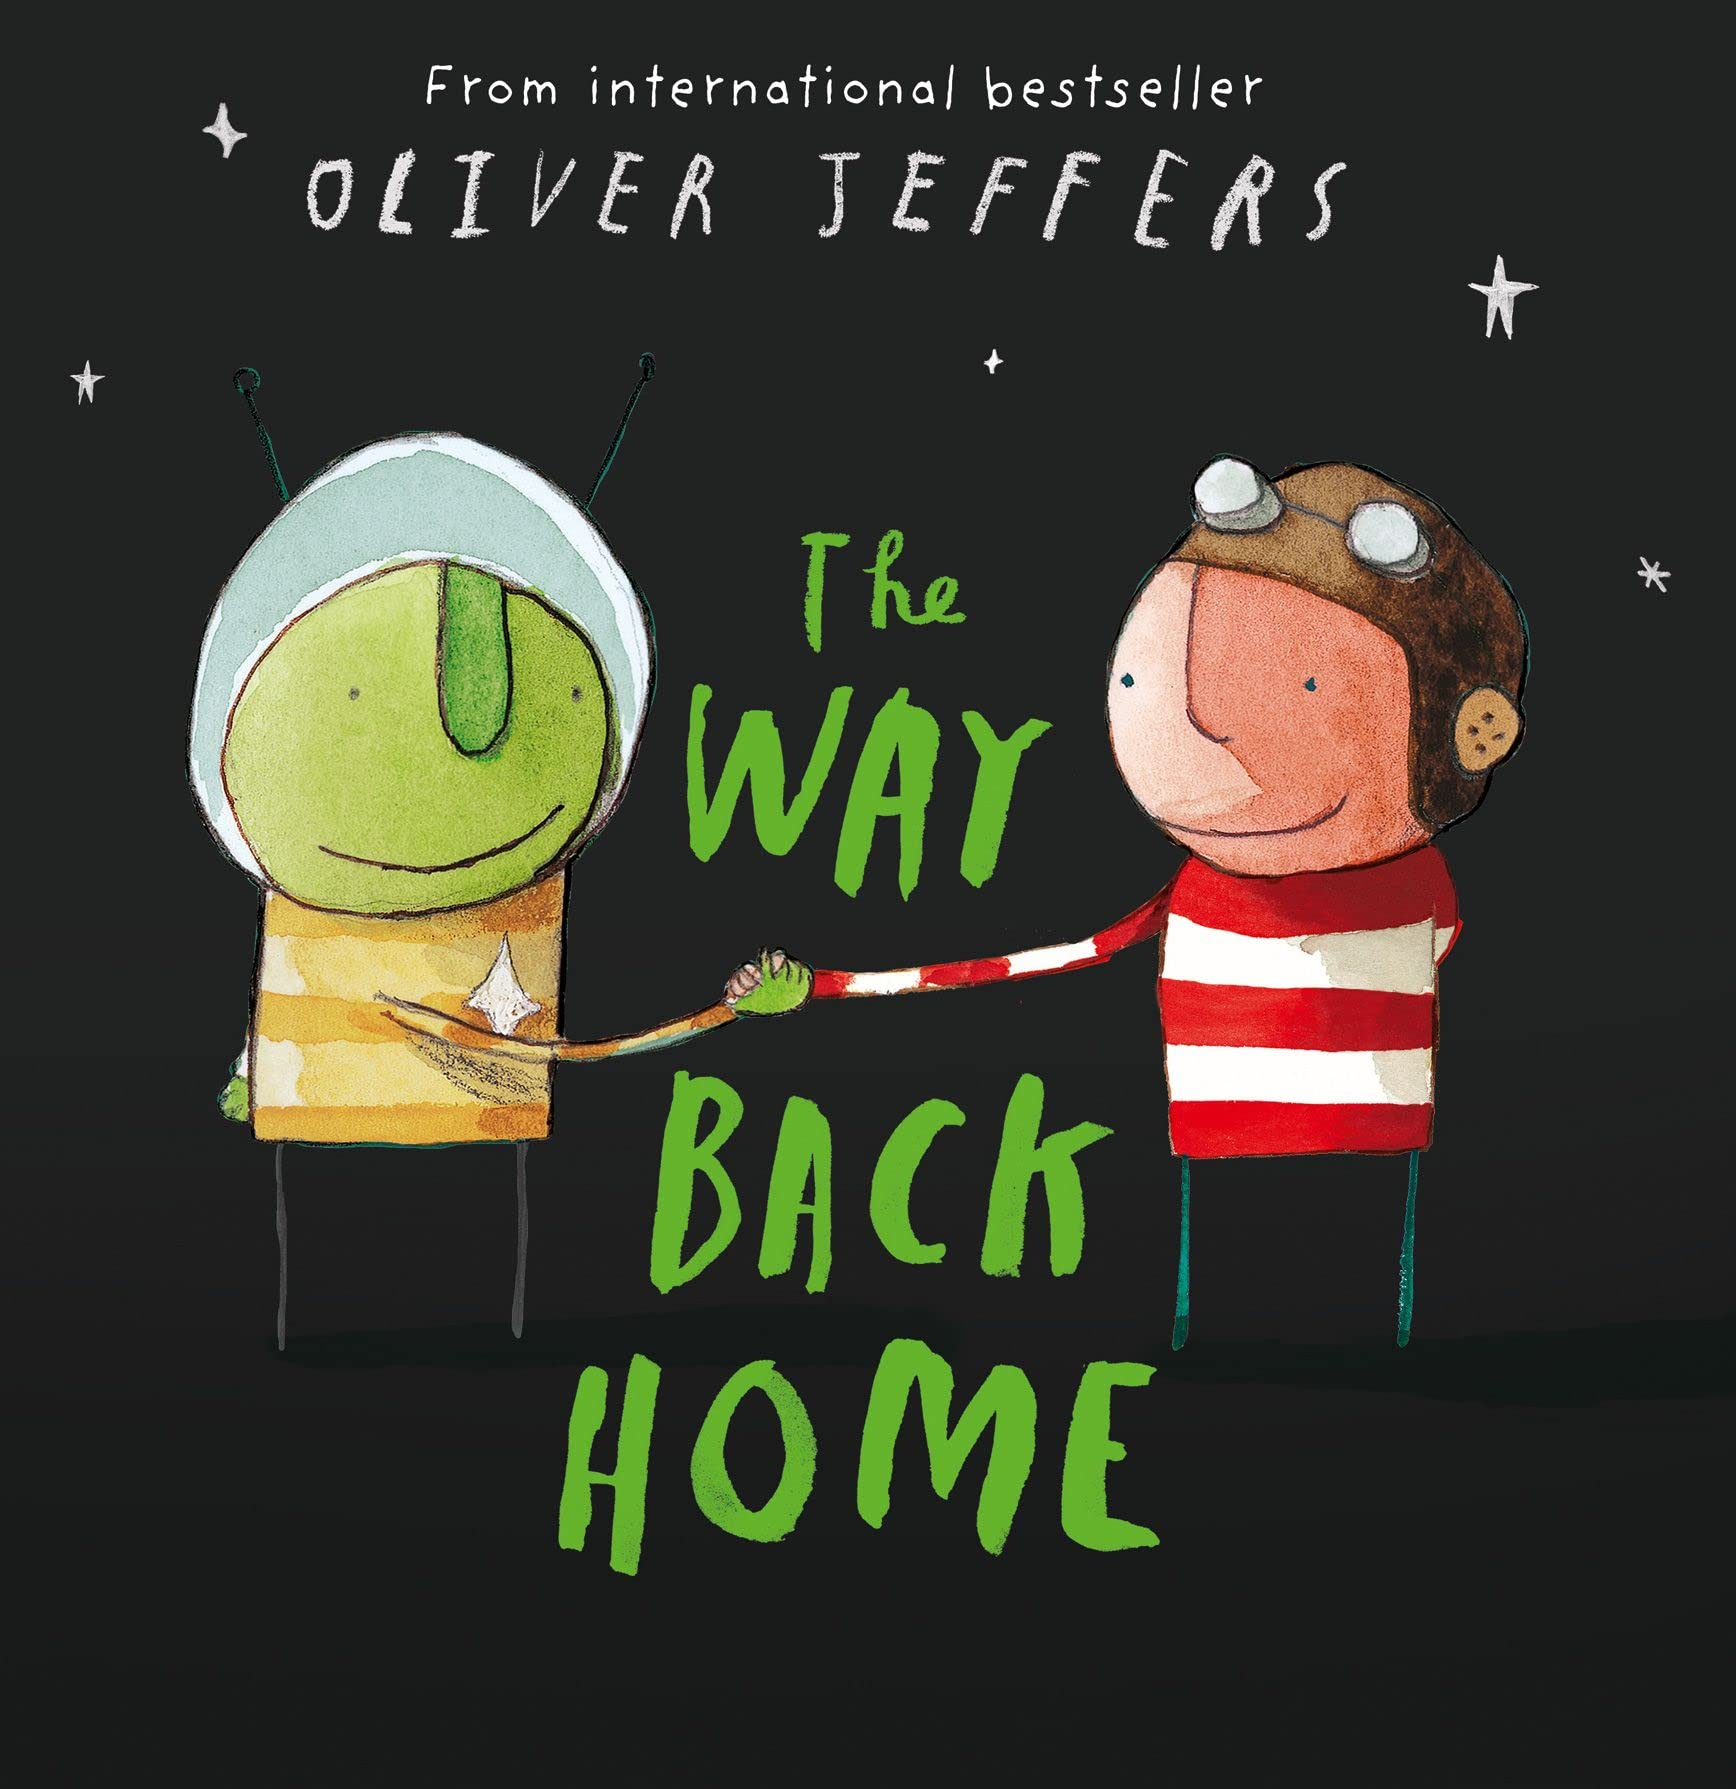 From international bestseller
OLIVER JEFFERS
The
WAY
BACK
HOME